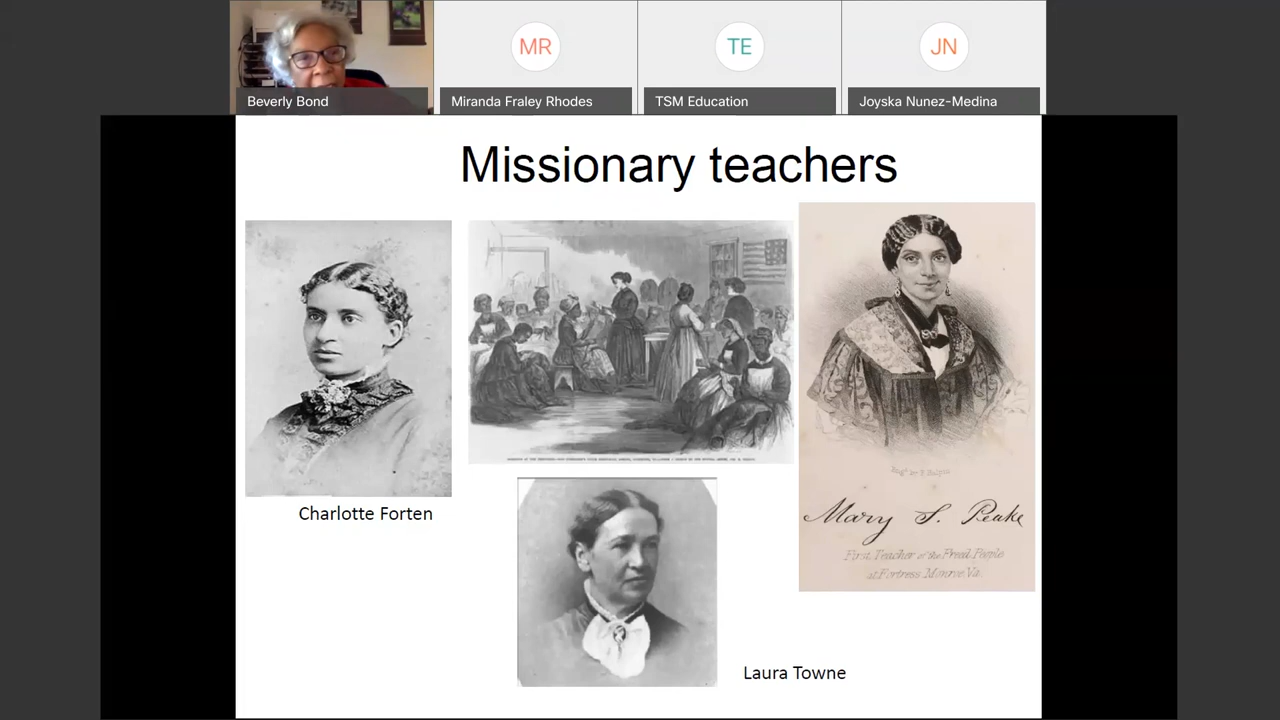 MR
TE
JN
Beverly Bond
Miranda Fraley Rhodes
TSM Education
Joyska Nunez-Medina
Missionary teachers
Charlotte Forten
Mary S. Peake
First Teacher of the Freed People
at Fortress Monroe, Va.
Laura Towne